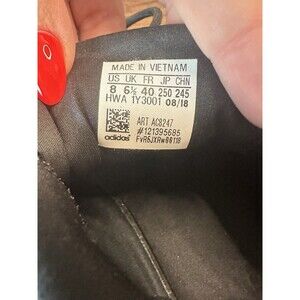 MADE IN VIETNAM
US UK FR JP CHN
8 6½ 40 250 245
HWA 1Y3001 08/18
ART AC8247
#121395685
adidas